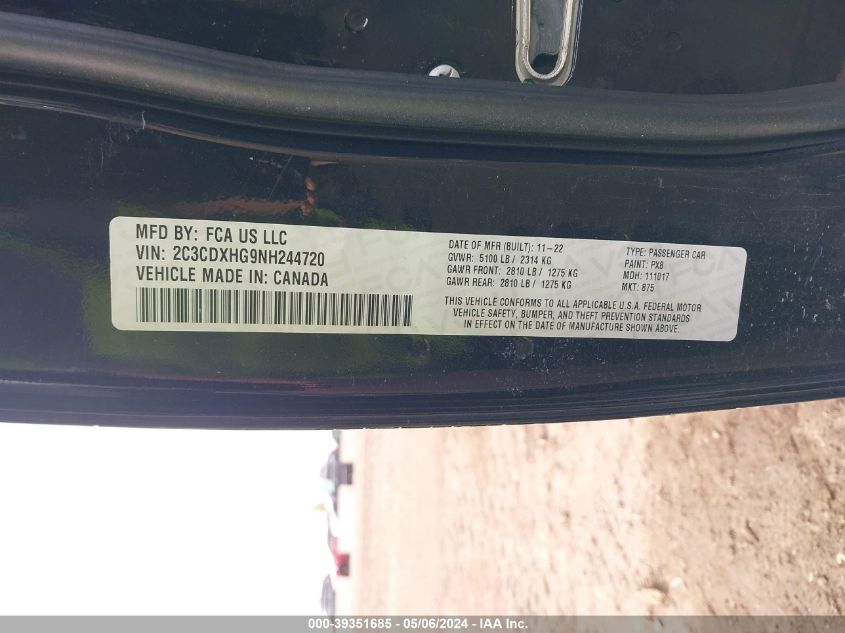 MFD BY: FCA US LLC
VIN: 2C3CDXHG9NH244720
VEHICLE MADE IN: CANADA
DATE OF MFR (BUILT): 11-22
GVWR: 5100 LB / 2314 KG
GAWR FRONT: 2810 LB / 1275 KG
GAWR REAR: 2810 LB / 1275 KG
TYPE: PASSENGER CAR
PAINT: PX8
MDH: 111017
MKT: 875
THIS VEHICLE CONFORMS TO ALL APPLICABLE U.S.A. FEDERAL MOTOR
VEHICLE SAFETY, BUMPER, AND THEFT PREVENTION STANDARDS
IN EFFECT ON THE DATE OF MANUFACTURE SHOWN ABOVE.
000-39351685 - 05/06/2024 - IAA Inc.